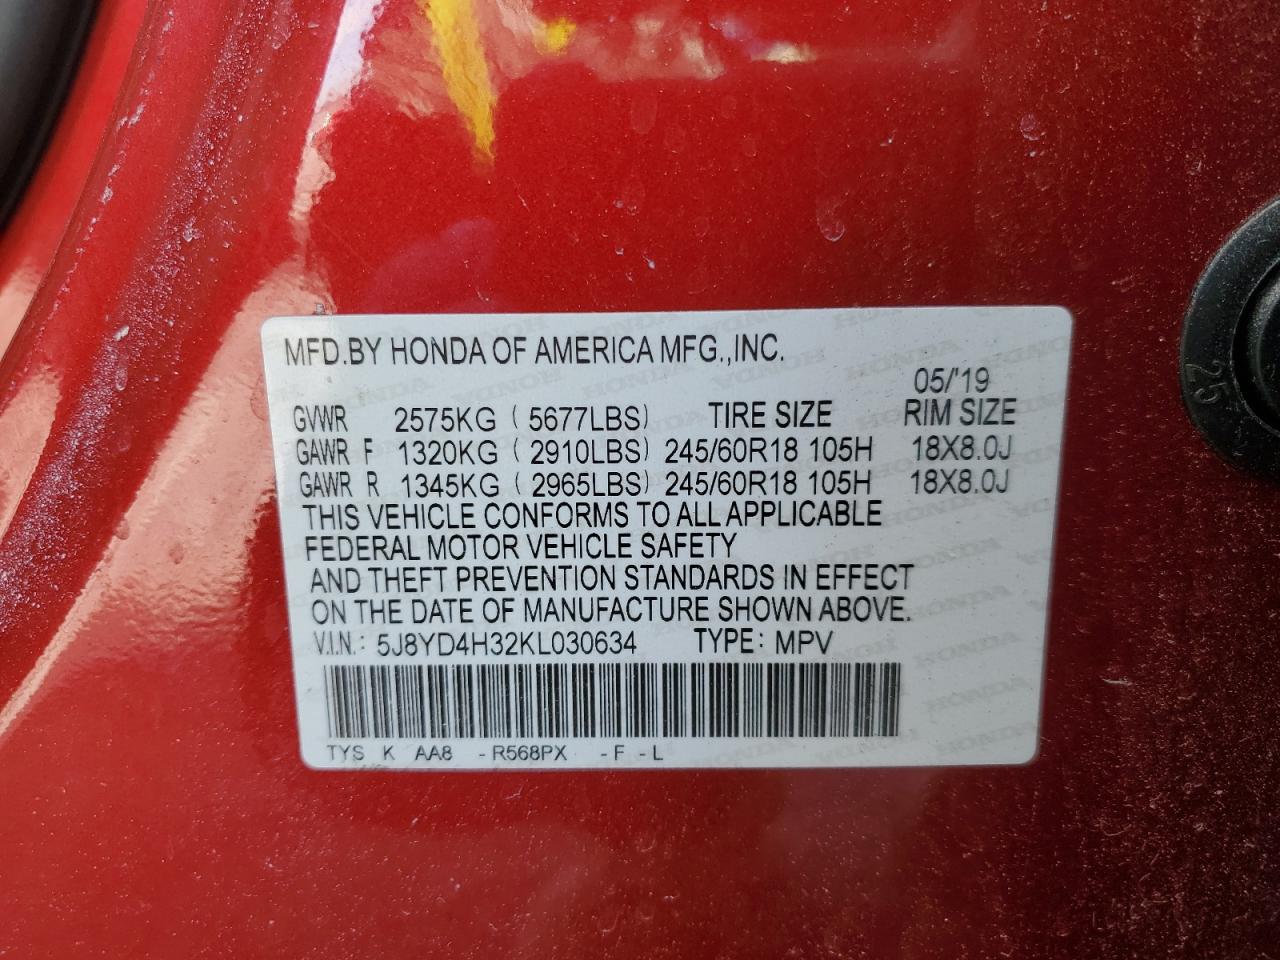 MFD.BY HONDA OF AMERICA MFG.,INC.
05/'19
GVWR 2575KG ( 5677LBS) TIRE SIZE RIM SIZE
GAWR F 1320KG ( 2910LBS) 245/60R18 105H 18X8.0J
GAWR R 1345KG ( 2965LBS) 245/60R18 105H 18X8.0J
THIS VEHICLE CONFORMS TO ALL APPLICABLE
FEDERAL MOTOR VEHICLE SAFETY
AND THEFT PREVENTION STANDARDS IN EFFECT
ON THE DATE OF MANUFACTURE SHOWN ABOVE.
V.I.N.: 5J8YD4H32KL030634 TYPE: MPV
TYS K AA8 -R568PX -F -L
25